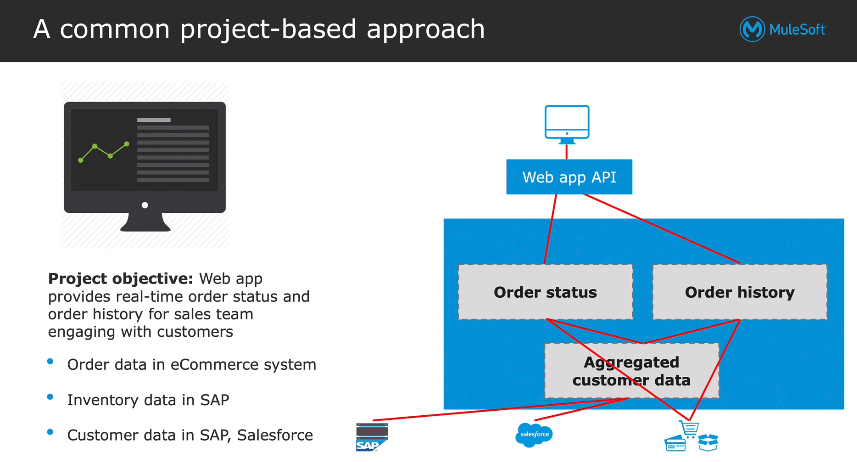 A common project-based approach
MuleSoft
Web app API
Order status
Order history
Aggregated
customer data
Project objective: Web app
provides real-time order status and
order history for sales team
engaging with customers
• Order data in eCommerce system
• Inventory data in SAP
• Customer data in SAP, Salesforce
SAP
salesforce